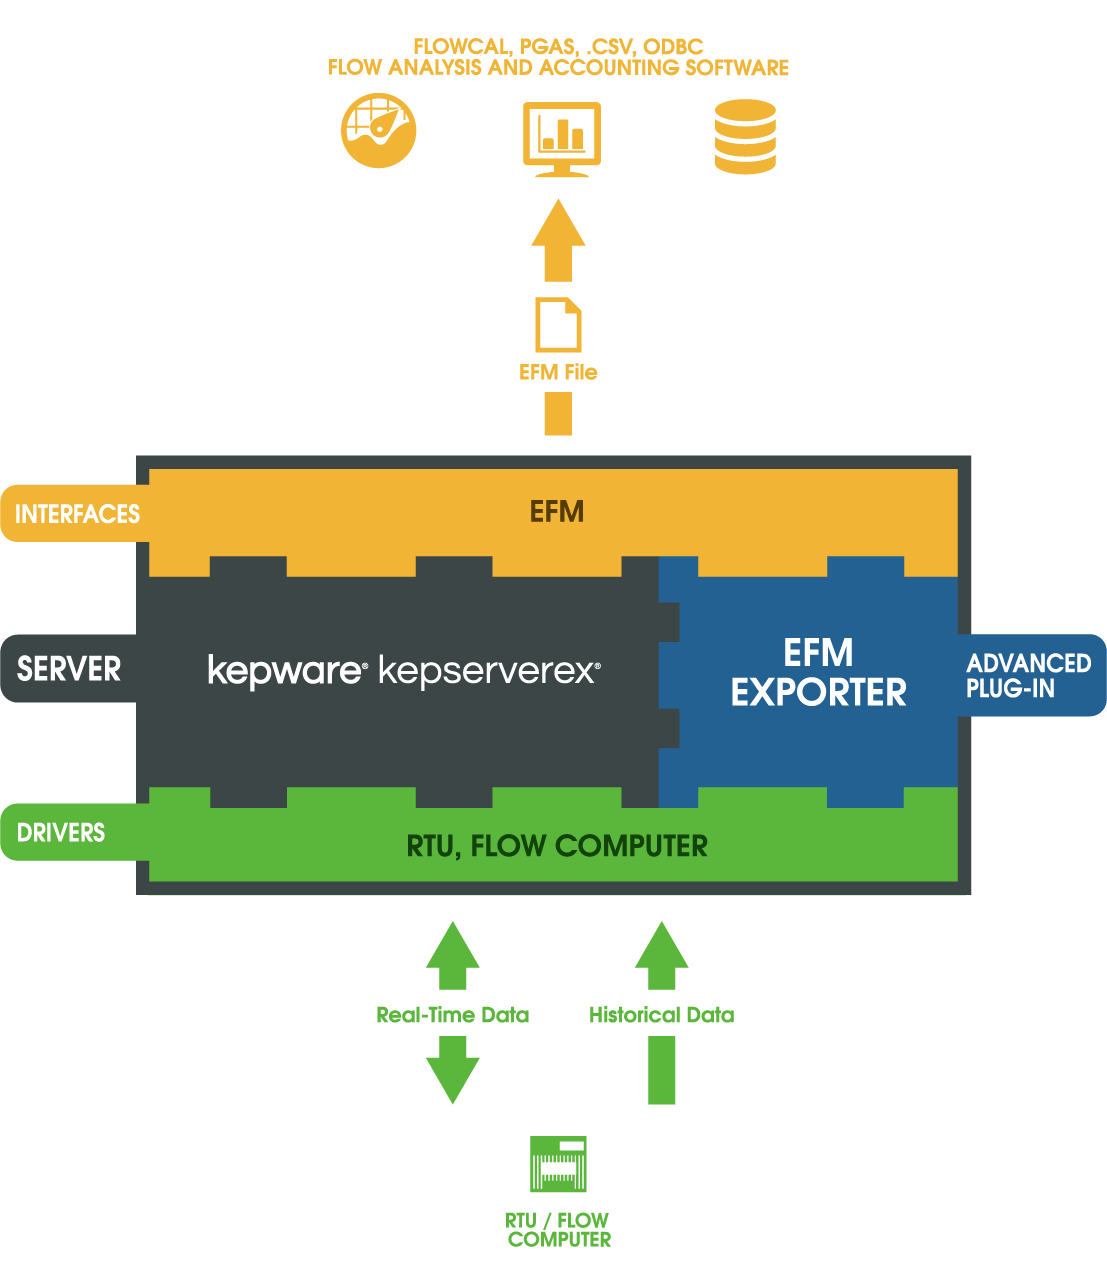 FLOWCAL, PGAS, .CSV, ODBC
FLOW ANALYSIS AND ACCOUNTING SOFTWARE
EFM File
INTERFACES
EFM
SERVER
kepware® kepserverex®
EFM
EXPORTER
ADVANCED
PLUG-IN
DRIVERS
RTU, FLOW COMPUTER
Real-Time Data
Historical Data
RTU / FLOW
COMPUTER